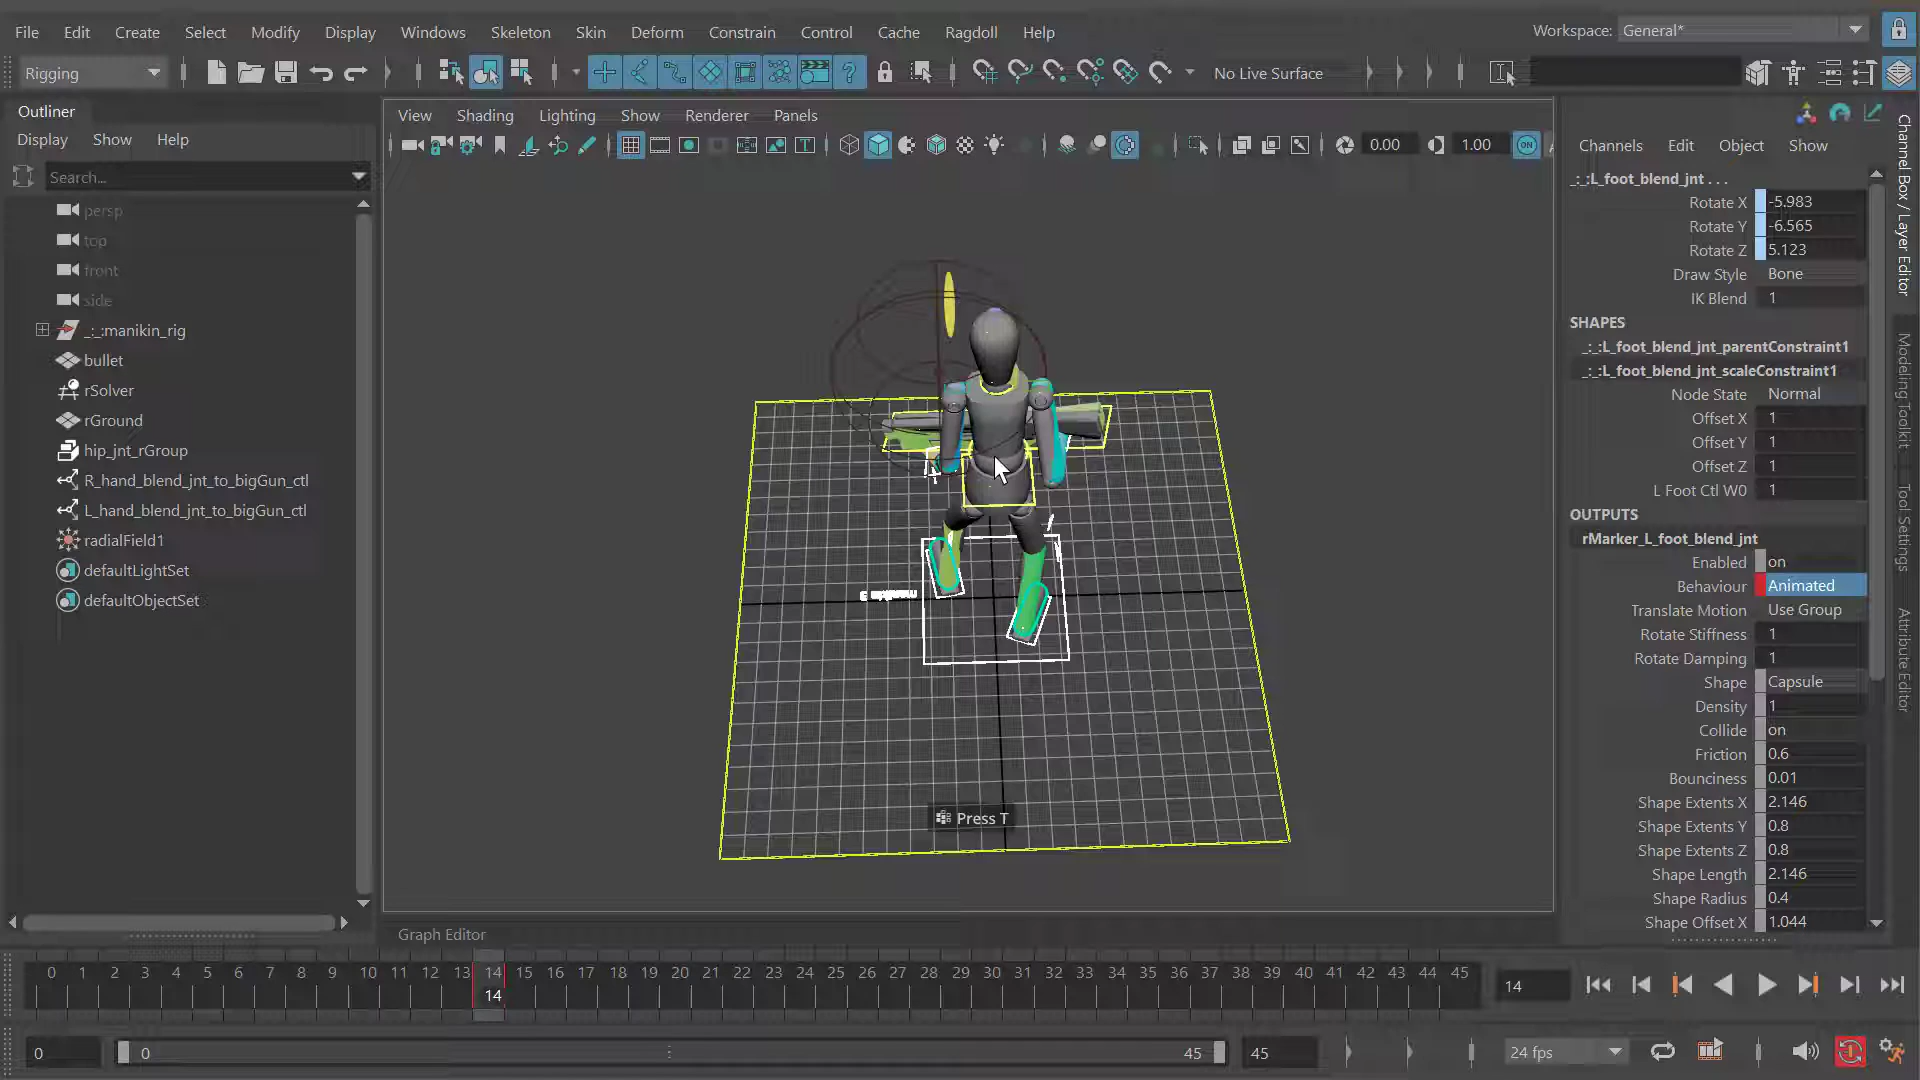 File Edit Create Select Modify Display Windows Skeleton Skin Deform Constrain Control Cache Ragdoll Help
Workspace: General*
Rigging
No Live Surface
Outliner
Display Show Help
Search...
persp
top
front
side
_:_:manikin_rig
bullet
rSolver
rGround
hip_jnt_rGroup
R_hand_blend_jnt_to_bigGun_ctl
L_hand_blend_jnt_to_bigGun_ctl
radialField1
defaultLightSet
defaultObjectSet
View Shading Lighting Show Renderer Panels
0.00 1.00 ON
Press T
Graph Editor
Channels Edit Object Show
_:_:L_foot_blend_jnt . . .
Rotate X -5.983
Rotate Y -6.565
Rotate Z 5.123
Draw Style Bone
IK Blend 1
SHAPES
_:_:L_foot_blend_jnt_parentConstraint1
_:_:L_foot_blend_jnt_scaleConstraint1
Node State Normal
Offset X 1
Offset Y 1
Offset Z 1
L Foot Ctl W0 1
OUTPUTS
rMarker_L_foot_blend_jnt
Enabled on
Behaviour Animated
Translate Motion Use Group
Rotate Stiffness 1
Rotate Damping 1
Shape Capsule
Density 1
Collide on
Friction 0.6
Bounciness 0.01
Shape Extents X 2.146
Shape Extents Y 0.8
Shape Extents Z 0.8
Shape Length 2.146
Shape Radius 0.4
Shape Offset X 1.044
Channel Box / Layer Editor
Modeling Toolkit
Tool Settings
Attribute Editor
0 1 2 3 4 5 6 7 8 9 10 11 12 13 14 15 16 17 18 19 20 21 22 23 24 25 26 27 28 29 30 31 32 33 34 35 36 37 38 39 40 41 42 43 44 45
14
14
0 0 45 45
24 fps